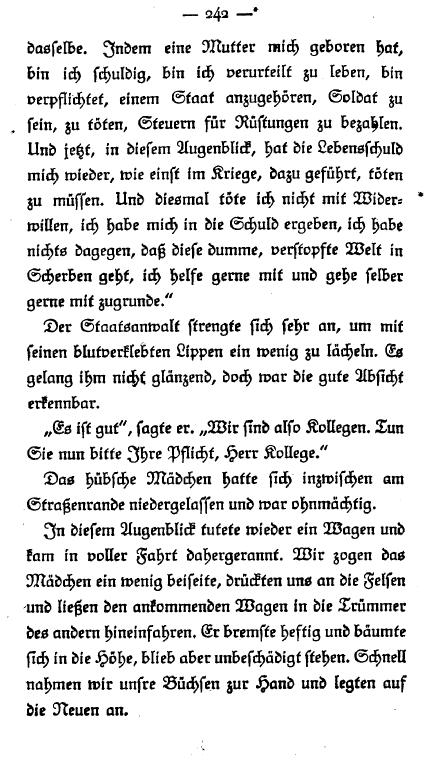 — 242 —
dasselbe. Indem eine Mutter mich geboren hat,
bin ich schuldig, bin ich verurteilt zu leben, bin
verpflichtet, einem Staat anzugehören, Soldat zu
sein, zu töten, Steuern für Rüstungen zu bezahlen.
Und jetzt, in diesem Augenblick, hat die Lebensschuld
mich wieder, wie einst im Kriege, dazu geführt, töten
zu müssen. Und diesmal töte ich nicht mit Wider-
willen, ich habe mich in die Schuld ergeben, ich habe
nichts dagegen, daß diese dumme, verstopfte Welt in
Scherben geht, ich helfe gerne mit und gehe selber
gerne mit zugrunde.“
Der Staatsanwalt strengte sich sehr an, um mit
seinen blutverklebten Lippen ein wenig zu lächeln. Es
gelang ihm nicht glänzend, doch war die gute Absicht
erkennbar.
„Es ist gut“, sagte er. „Wir sind also Kollegen. Tun
Sie nun bitte Ihre Pflicht, Herr Kollege.“
Das hübsche Mädchen hatte sich inzwischen am
Straßenrande niedergelassen und war ohnmächtig.
In diesem Augenblick tutete wieder ein Wagen und
kam in voller Fahrt dahergerannt. Wir zogen das
Mädchen ein wenig beiseite, drückten uns an die Felsen
und ließen den ankommenden Wagen in die Trümmer
des andern hineinfahren. Er bremste heftig und bäumte
sich in die Höhe, blieb aber unbeschädigt stehen. Schnell
nahmen wir unsre Büchsen zur Hand und legten auf
die Neuen an.